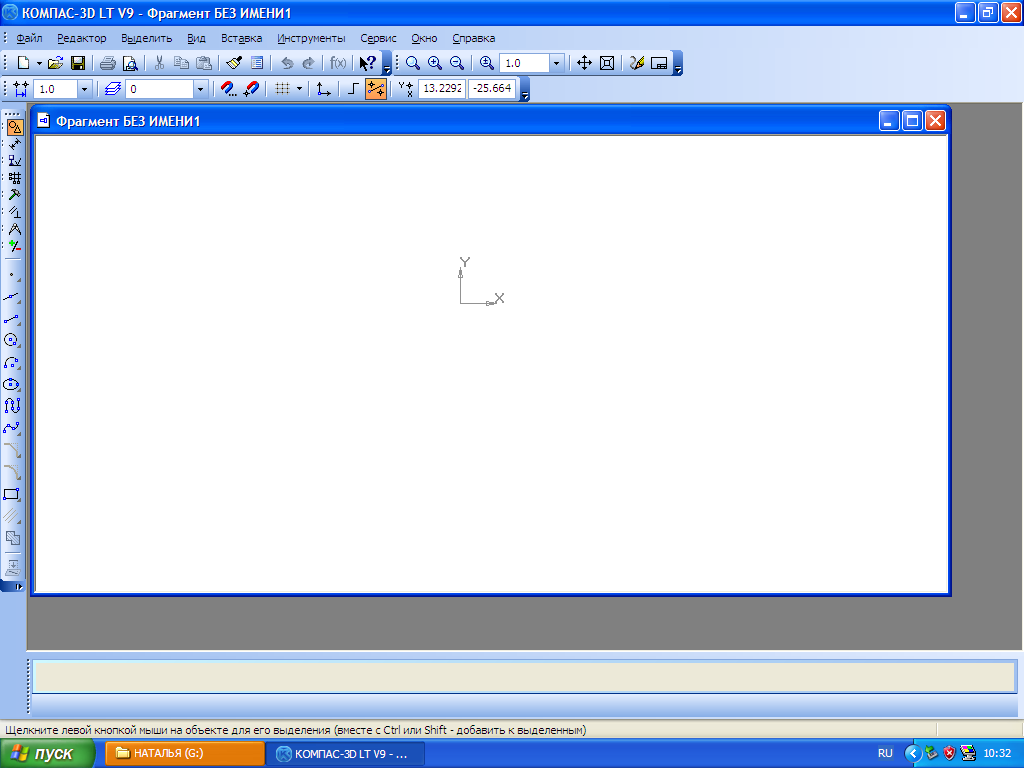 КОМПАС-3D LT V9 - Фрагмент БЕЗ ИМЕНИ1
Файл Редактор Выделить Вид Вставка Инструменты Сервис Окно Справка
f(x) ? 1.0
1.0 0 Y X 13.2292 -25.664
Фрагмент БЕЗ ИМЕНИ1
Y
X
Щелкните левой кнопкой мыши на объекте для его выделения (вместе с Ctrl или Shift - добавить к выделенным)
пуск НАТАЛЬЯ (G:) КОМПАС-3D LT V9 - ... RU 10:32